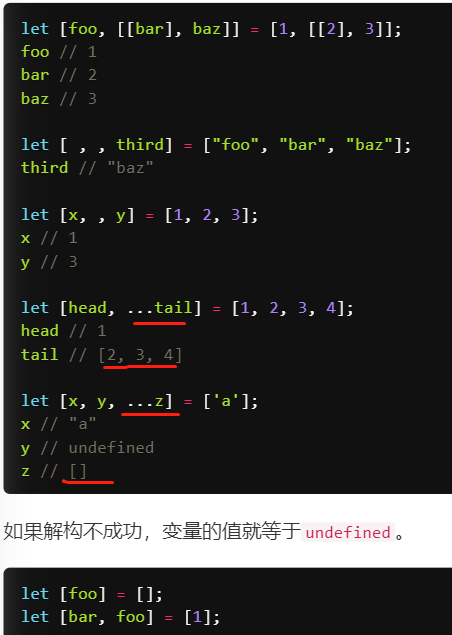 let [foo, [[bar], baz]] = [1, [[2], 3]];
foo // 1
bar // 2
baz // 3
let [ , , third] = ["foo", "bar", "baz"];
third // "baz"
let [x, , y] = [1, 2, 3];
x // 1
y // 3
let [head, ...tail] = [1, 2, 3, 4];
head // 1
tail // [2, 3, 4]
let [x, y, ...z] = ['a'];
x // "a"
y // undefined
z // []
如果解构不成功，变量的值就等于undefined。
let [foo] = [];
let [bar, foo] = [1];